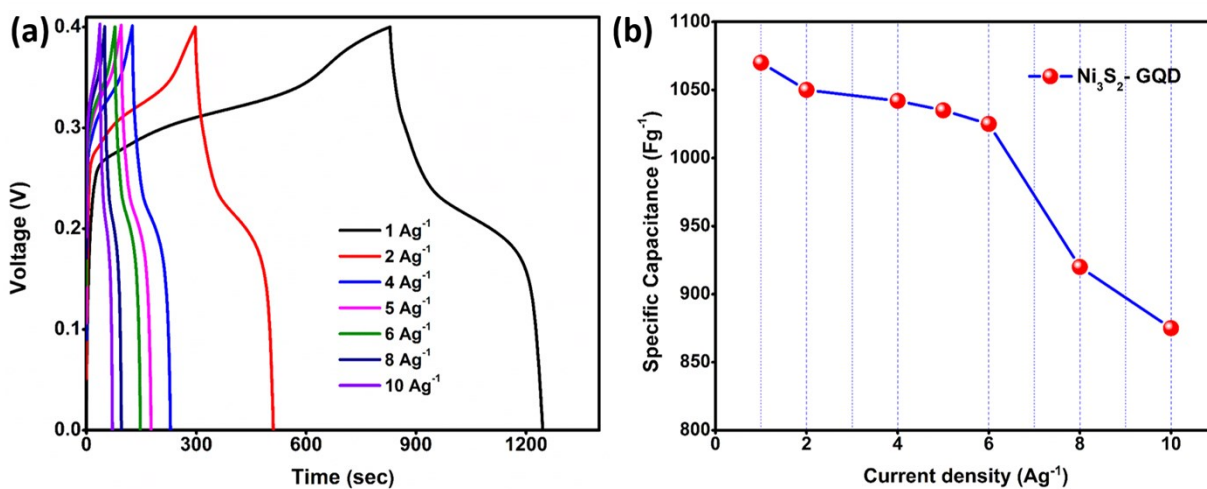 (a)
Voltage (V)
0.4
0.3
0.2
0.1
0.0
1 Ag⁻¹
2 Ag⁻¹
4 Ag⁻¹
5 Ag⁻¹
6 Ag⁻¹
8 Ag⁻¹
10 Ag⁻¹
0 300 600 900 1200
Time (sec)
(b)
Specific Capacitance (Fg⁻¹)
1100
1050
1000
950
900
850
800
Ni₃S₂- GQD
0 2 4 6 8 10
Current density (Ag⁻¹)